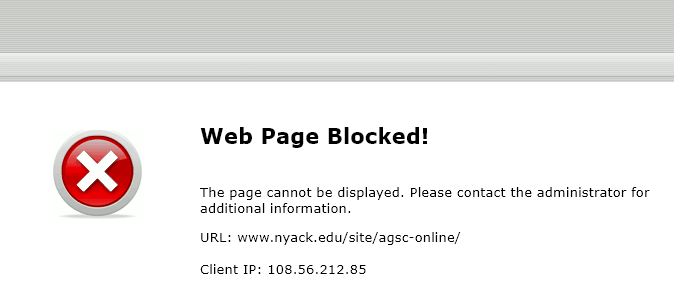 Web Page Blocked!
The page cannot be displayed. Please contact the administrator for
additional information.
URL: www.nyack.edu/site/agsc-online/
Client IP: 108.56.212.85